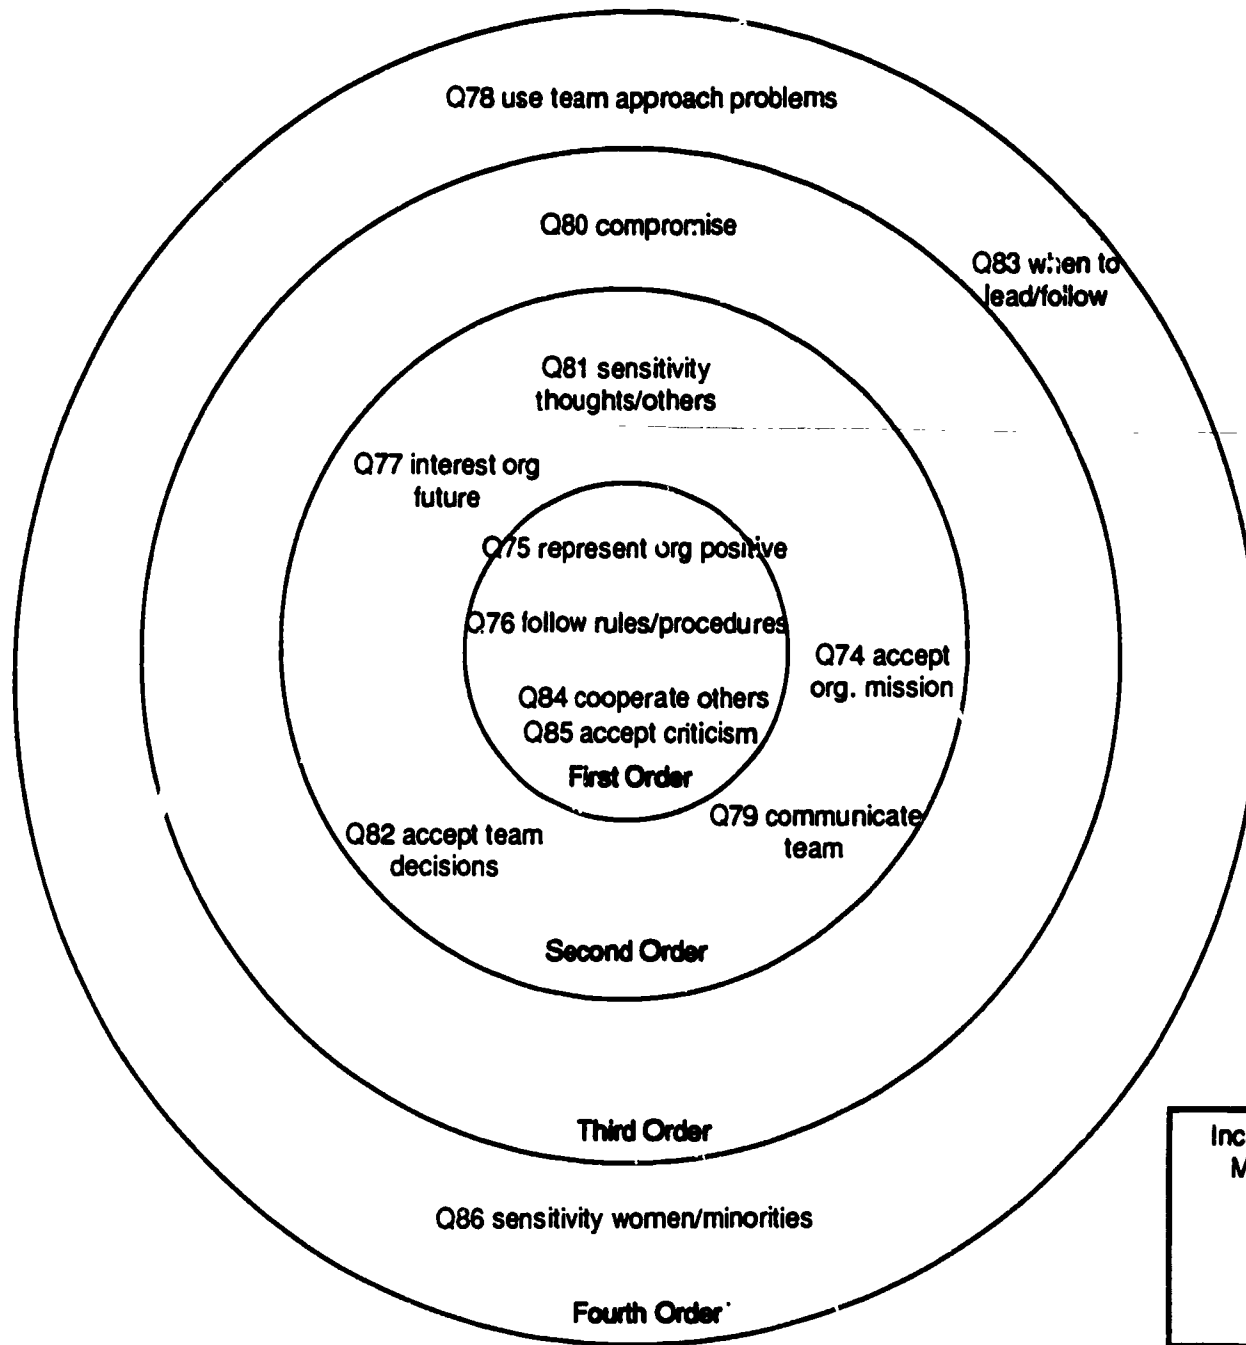 Q78 use team approach problems
Q80 compromise
Q83 when to
lead/follow
Q81 sensitivity
thoughts/others
Q77 interest org
future
Q75 represent org positive
Q76 follow rules/procedures
Q74 accept
org. mission
Q84 cooperate others
Q85 accept criticism
First Order
Q79 communicate
team
Q82 accept team
decisions
Second Order
Third Order
Q86 sensitivity women/minorities
Fourth Order